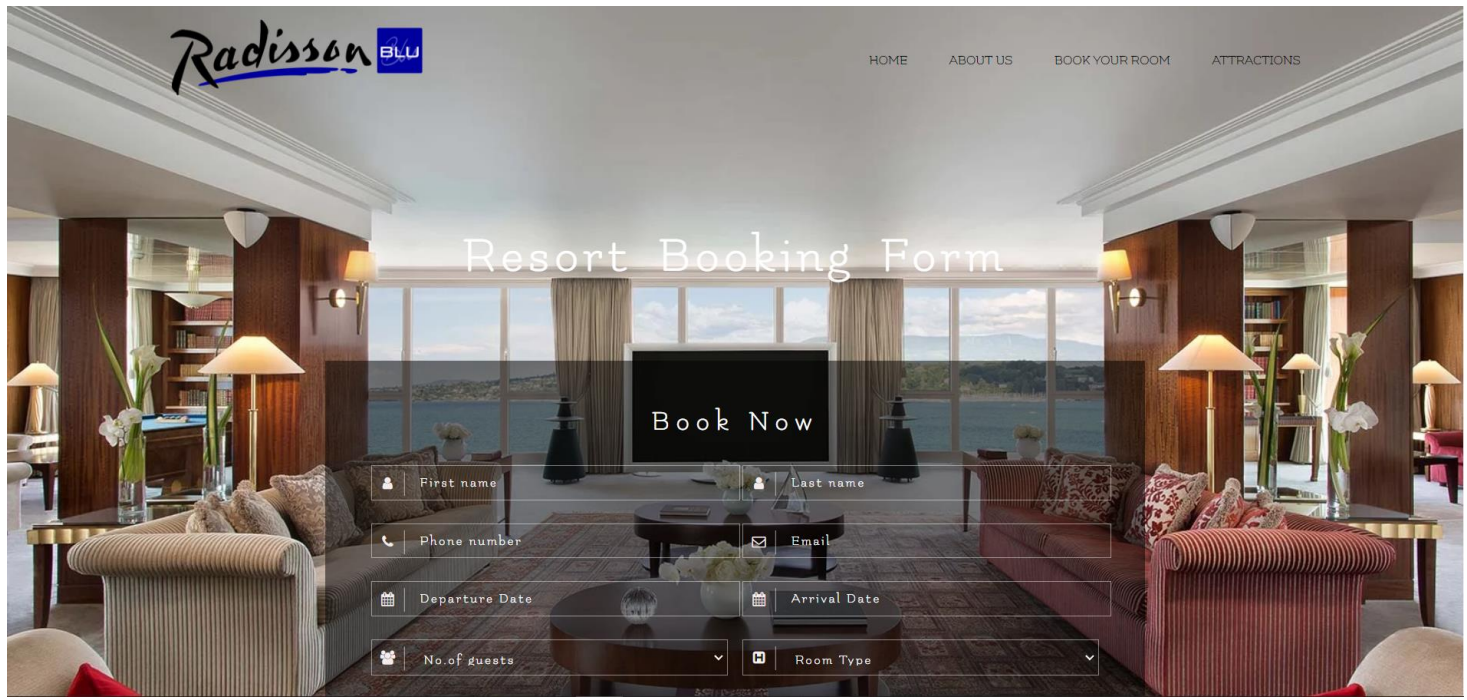 Radisson BLU
HOME ABOUT US BOOK YOUR ROOM ATTRACTIONS
Resort Booking Form
Book Now
First name Last name
Phone number Email
Departure Date Arrival Date
No.of guests Room Type